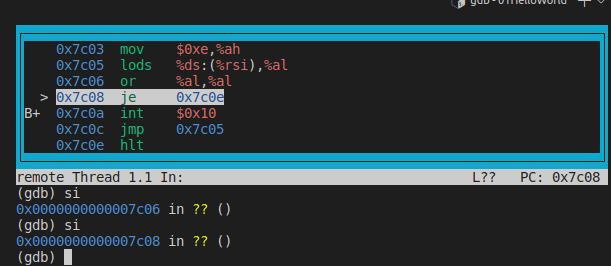 gdb - 01HelloWorld
0x7c03 mov $0xe,%ah
0x7c05 lods %ds:(%rsi),%al
0x7c06 or %al,%al
> 0x7c08 je 0x7c0e
B+ 0x7c0a int $0x10
0x7c0c jmp 0x7c05
0x7c0e hlt
remote Thread 1.1 In: L?? PC: 0x7c08
(gdb) si
0x0000000000007c06 in ?? ()
(gdb) si
0x0000000000007c08 in ?? ()
(gdb)